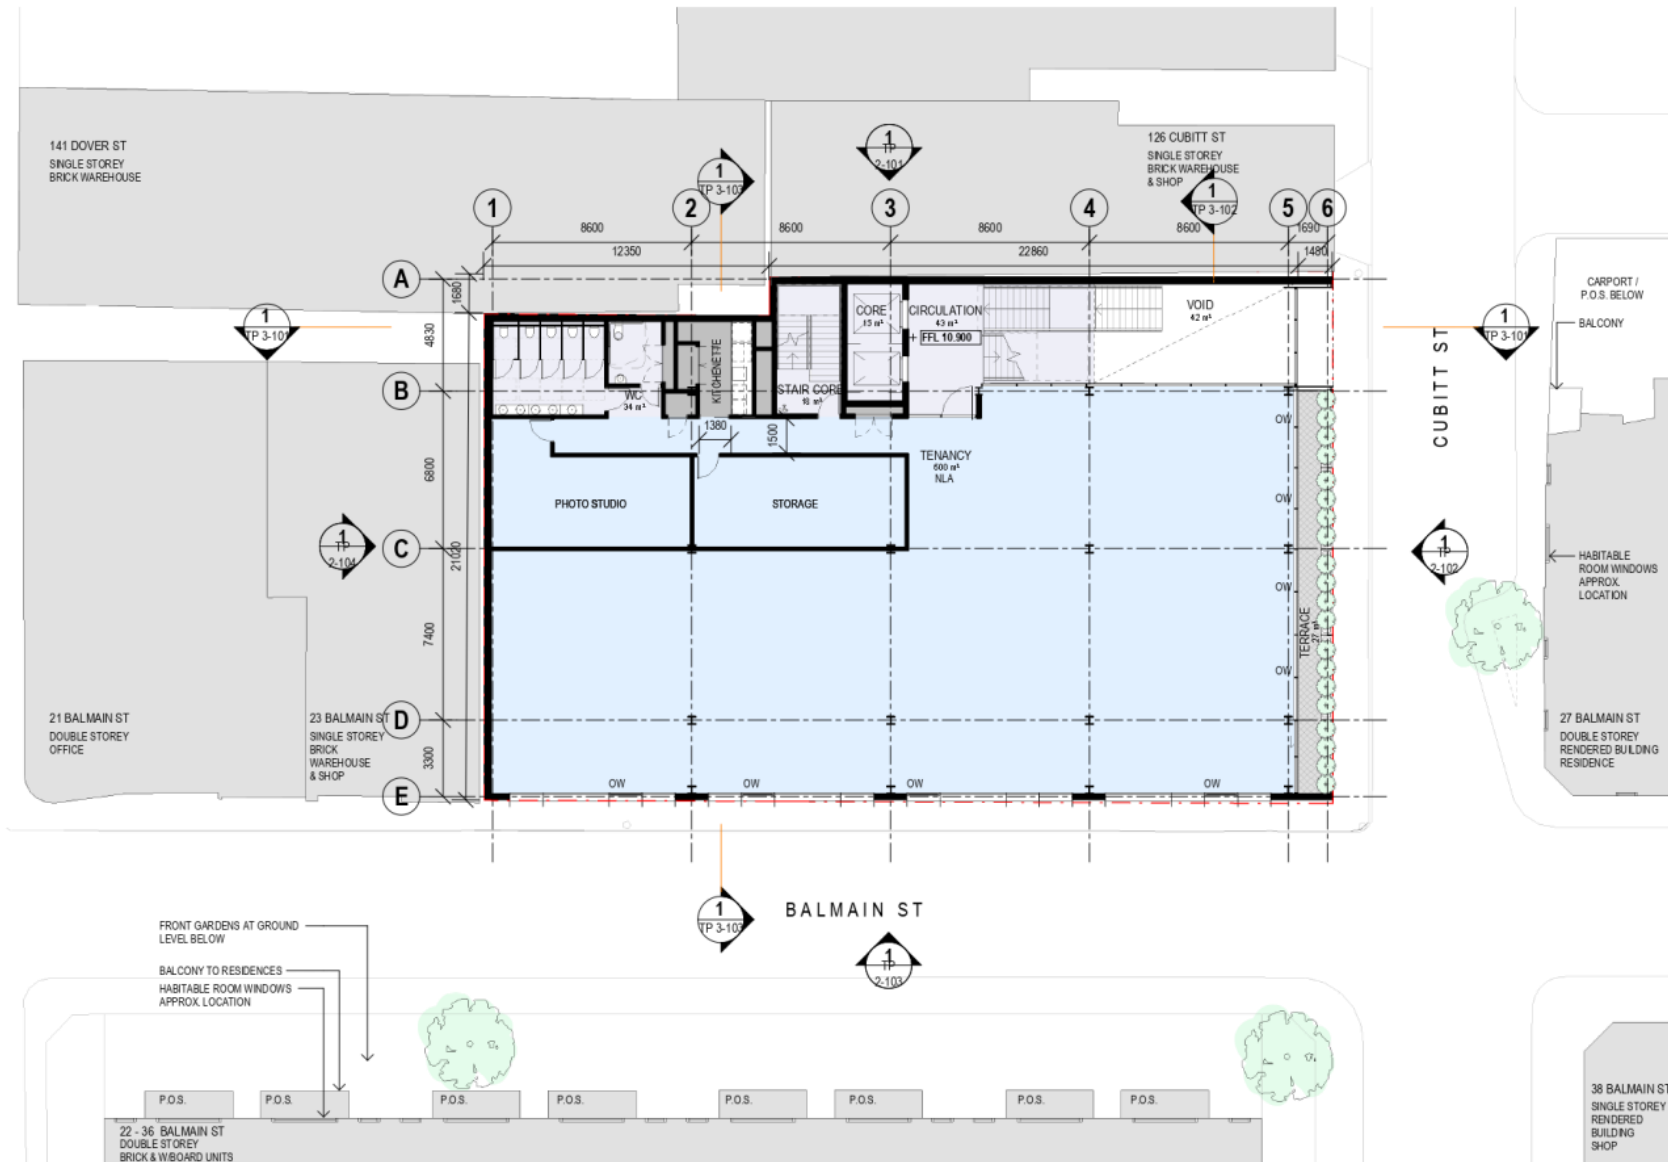 141 DOVER ST
SINGLE STOREY
BRICK WAREHOUSE
126 CUBITT ST
SINGLE STOREY
BRICK WAREHOUSE
& SHOP
1
TP
2-101
1
TP 3-103
1
TP 3-102
1
2
3
4
5
6
8600
8600
8600
8600
1690
12350
22860
1480
A
B
C
D
E
1680
4830
6800
21020
7400
3300
1
TP 3-101
1
TP 3-101
1
TP
2-104
1
TP
2-102
CARPORT /
P.O.S. BELOW
BALCONY
CUBITT ST
HABITABLE
ROOM WINDOWS
APPROX.
LOCATION
27 BALMAIN ST
DOUBLE STOREY
RENDERED BUILDING
RESIDENCE
CORE
15 m²
CIRCULATION
43 m²
+ FFL 10.900
VOID
42 m²
KITCHENETTE
STAIR CORE
18 m²
WC
34 m²
1380
1500
TENANCY
600 m²
NLA
PHOTO STUDIO
STORAGE
OW
OW
OW
OW
TERRACE
27 m²
OW
OW
OW
OW
21 BALMAIN ST
DOUBLE STOREY
OFFICE
23 BALMAIN ST
SINGLE STOREY
BRICK
WAREHOUSE
& SHOP
1
TP 3-103
BALMAIN ST
1
TP
2-103
FRONT GARDENS AT GROUND
LEVEL BELOW
BALCONY TO RESIDENCES
HABITABLE ROOM WINDOWS
APPROX. LOCATION
P.O.S.
P.O.S.
P.O.S.
P.O.S.
P.O.S.
P.O.S.
P.O.S.
P.O.S.
22 - 36 BALMAIN ST
DOUBLE STOREY
BRICK & W/BOARD UNITS
38 BALMAIN ST
SINGLE STOREY
RENDERED
BUILDING
SHOP